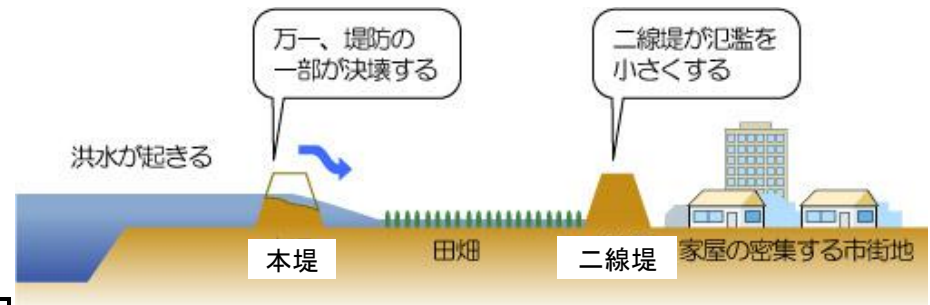 万一、堤防の
一部が決壊する
二線堤が氾濫を
小さくする
洪水が起きる
本堤
田畑
二線堤
家屋の密集する市街地